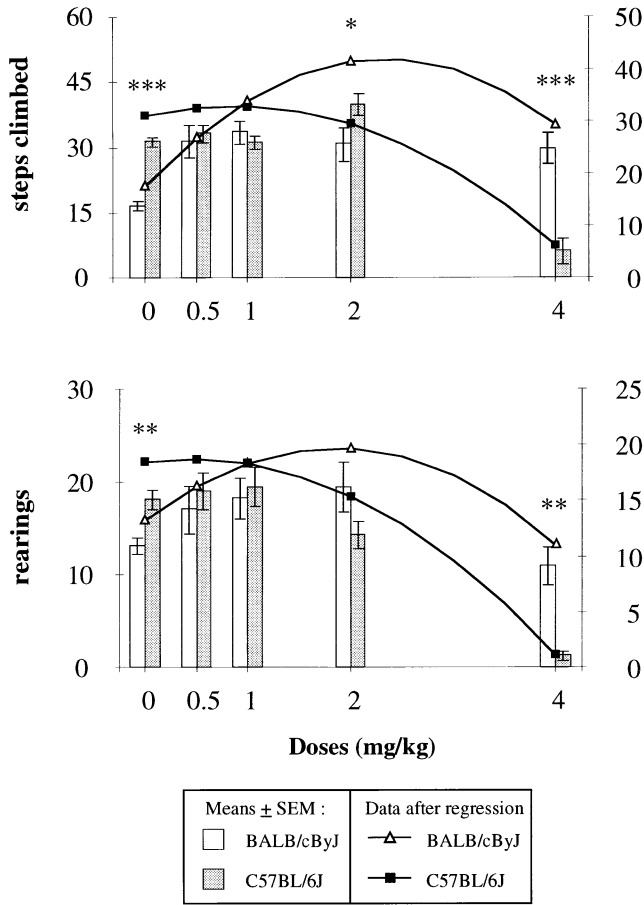 60 50
*
*** ***
45 40
30 30
20
15 10
0 0
steps climbed
0 0.5 1 2 4
30 25
**
20 20
15
**
10 10
5
0 0
rearings
0 0.5 1 2 4
Doses (mg/kg)
Means ± SEM : Data after regression
BALB/cByJ BALB/cByJ
C57BL/6J C57BL/6J